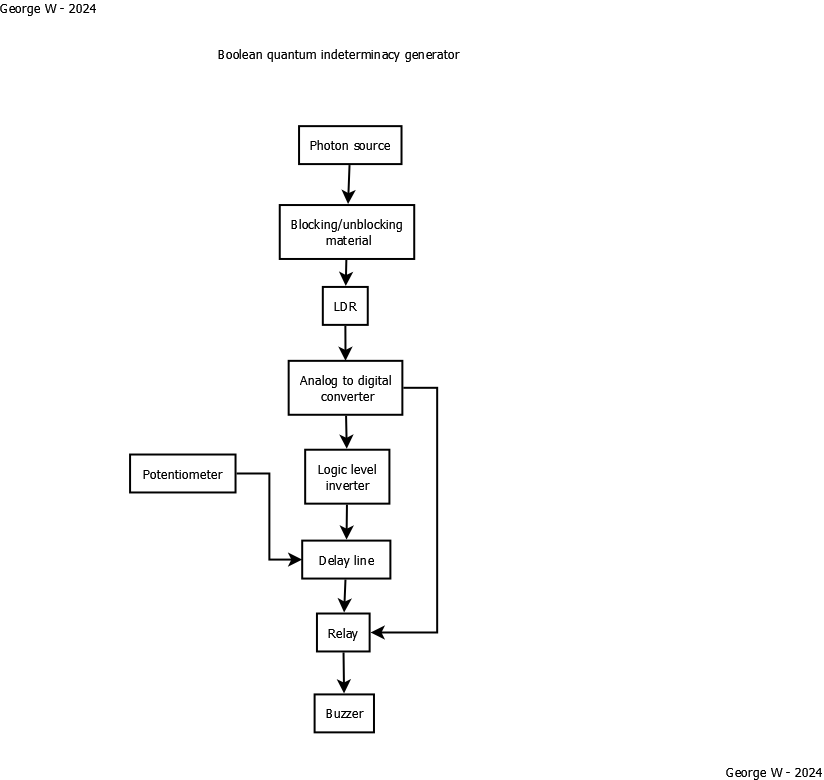 George W - 2024
Boolean quantum indeterminacy generator
Photon source
Blocking/unblocking
material
LDR
Analog to digital
converter
Logic level
inverter
Potentiometer
Delay line
Relay
Buzzer
George W - 2024